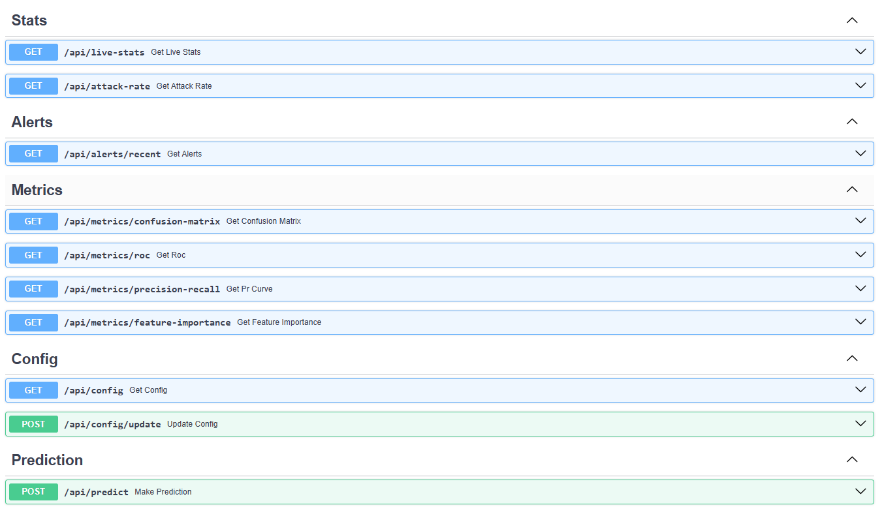 Stats
GET /api/live-stats Get Live Stats
GET /api/attack-rate Get Attack Rate
Alerts
GET /api/alerts/recent Get Alerts
Metrics
GET /api/metrics/confusion-matrix Get Confusion Matrix
GET /api/metrics/roc Get Roc
GET /api/metrics/precision-recall Get Pr Curve
GET /api/metrics/feature-importance Get Feature Importance
Config
GET /api/config Get Config
POST /api/config/update Update Config
Prediction
POST /api/predict Make Prediction